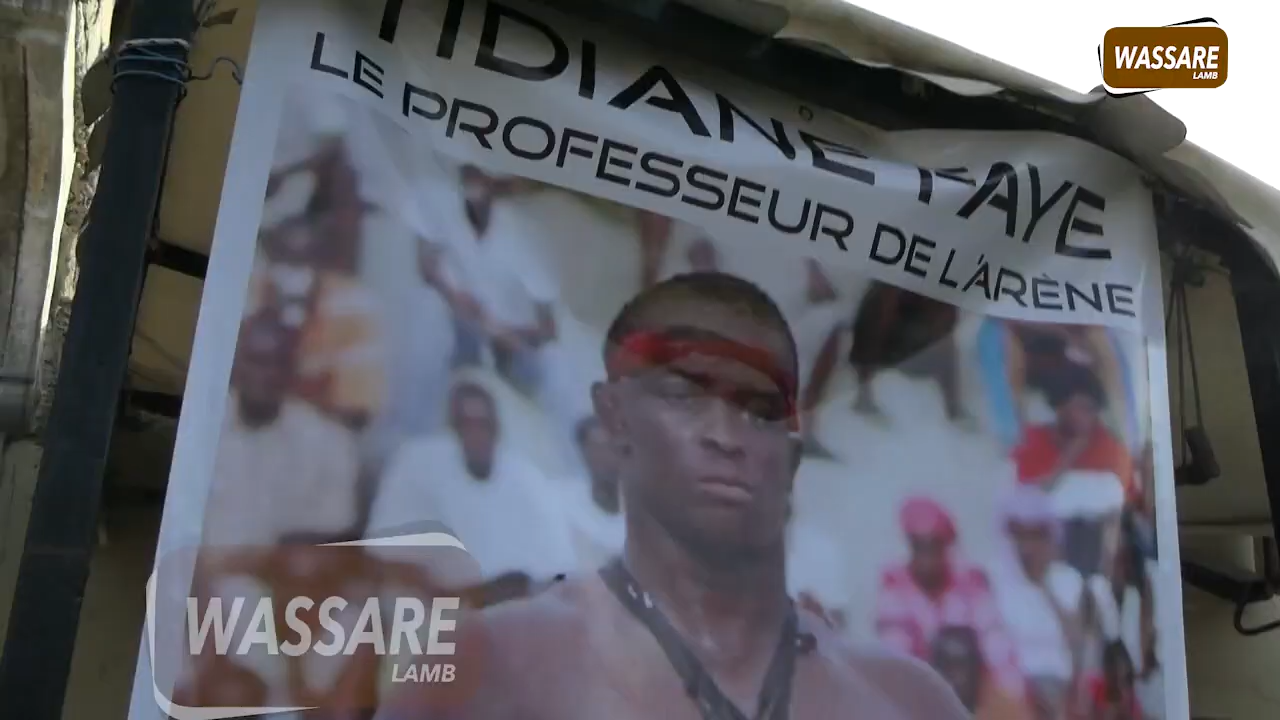 TIDIANE FAYE
LE PROFESSEUR DE L'ARÈNE
WASSARE
LAMB
WASSARE
LAMB